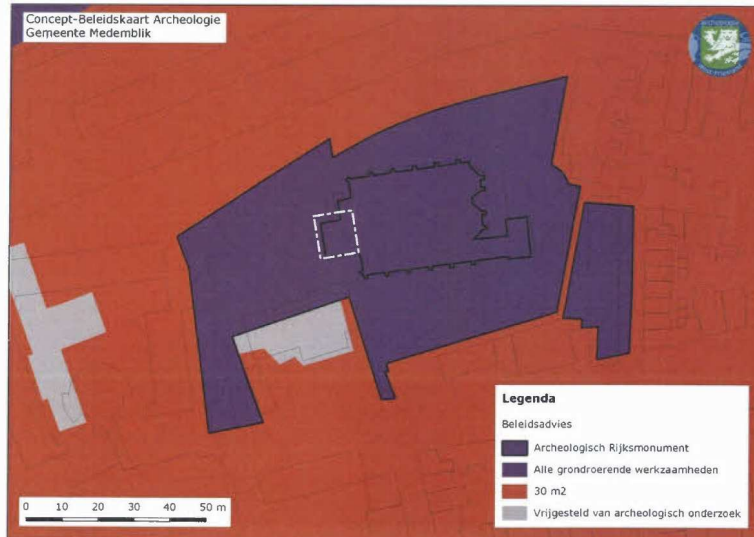 Concept-Beleidskaart Archeologie
Gemeente Medemblik
Legenda
Beleidsadvies
Archeologisch Rijksmonument
Alle grondroerende werkzaamheden
30 m2
Vrijgesteld van archeologisch onderzoek
0 10 20 30 40 50 m